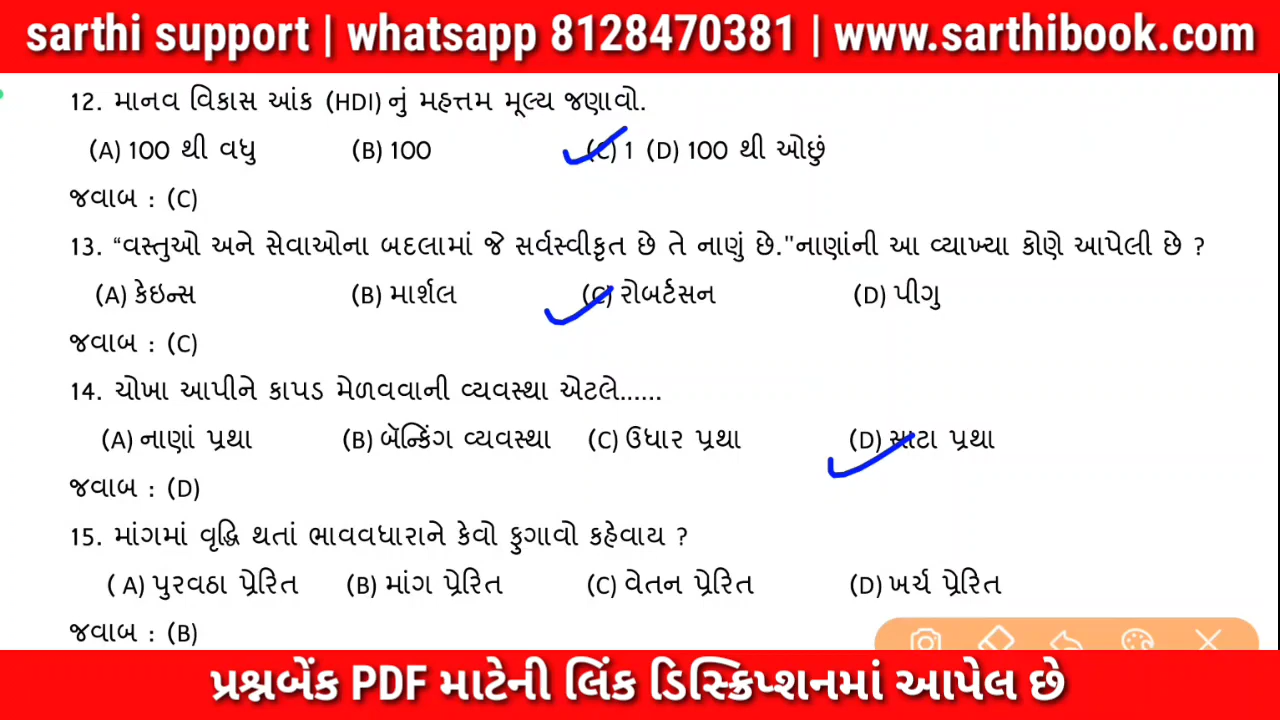 sarthi support | whatsapp 8128470381 | www.sarthibook.com
12. માનવ વિકાસ આંક (HDI) નું મહત્તમ મૂલ્ય જણાવો.
(A) 100 થી વધુ (B) 100 (C) 1 (D) 100 થી ઓછું
જવાબ : (C)
13. “વસ્તુઓ અને સેવાઓના બદલામાં જે સર્વસ્વીકૃત છે તે નાણું છે."નાણાંની આ વ્યાખ્યા કોણે આપેલી છે ?
(A) કેઇન્સ (B) માર્શલ (C) રોબર્ટસન (D) પીગુ
જવાબ : (C)
14. ચોખા આપીને કાપડ મેળવવાની વ્યવસ્થા એટલે......
(A) નાણાં પ્રથા (B) બૅન્કિંગ વ્યવસ્થા (C) ઉધાર પ્રથા (D) સાટા પ્રથા
જવાબ : (D)
15. માંગમાં વૃદ્ધિ થતાં ભાવવધારાને કેવો ફુગાવો કહેવાય ?
( A) પુરવઠા પ્રેરિત (B) માંગ પ્રેરિત (C) વેતન પ્રેરિત (D) ખર્ચ પ્રેરિત
જવાબ : (B)
પ્રશ્નબેંક PDF માટેની લિંક ડિસ્ક્રિપ્શનમાં આપેલ છે